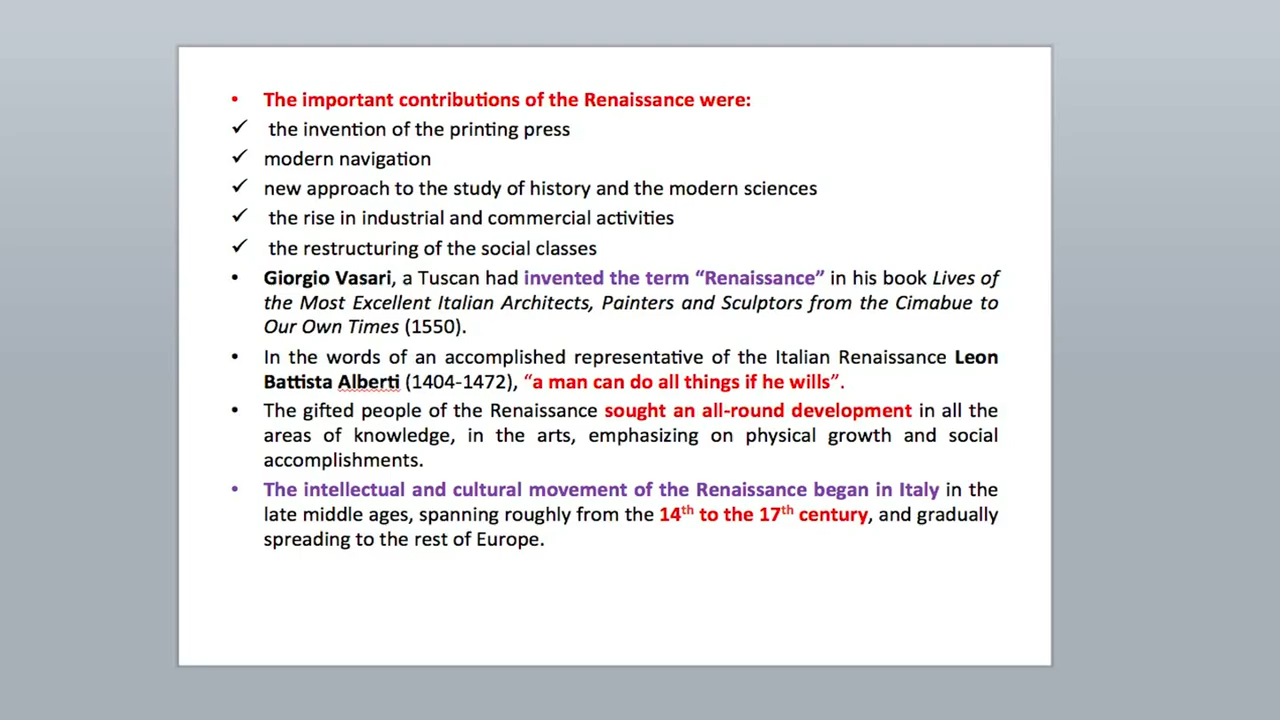 • The important contributions of the Renaissance were:
✓ the invention of the printing press
✓ modern navigation
✓ new approach to the study of history and the modern sciences
✓ the rise in industrial and commercial activities
✓ the restructuring of the social classes
• Giorgio Vasari, a Tuscan had invented the term “Renaissance” in his book Lives of
the Most Excellent Italian Architects, Painters and Sculptors from the Cimabue to
Our Own Times (1550).
• In the words of an accomplished representative of the Italian Renaissance Leon
Battista Alberti (1404-1472), “a man can do all things if he wills”.
• The gifted people of the Renaissance sought an all-round development in all the
areas of knowledge, in the arts, emphasizing on physical growth and social
accomplishments.
• The intellectual and cultural movement of the Renaissance began in Italy in the
late middle ages, spanning roughly from the 14th to the 17th century, and gradually
spreading to the rest of Europe.